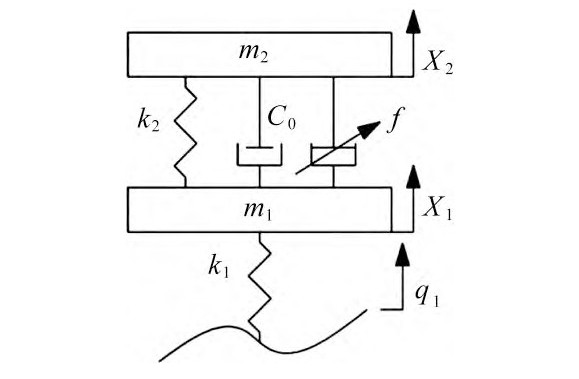 m₂
X₂
k₂
C₀
f
m₁
X₁
k₁
q₁